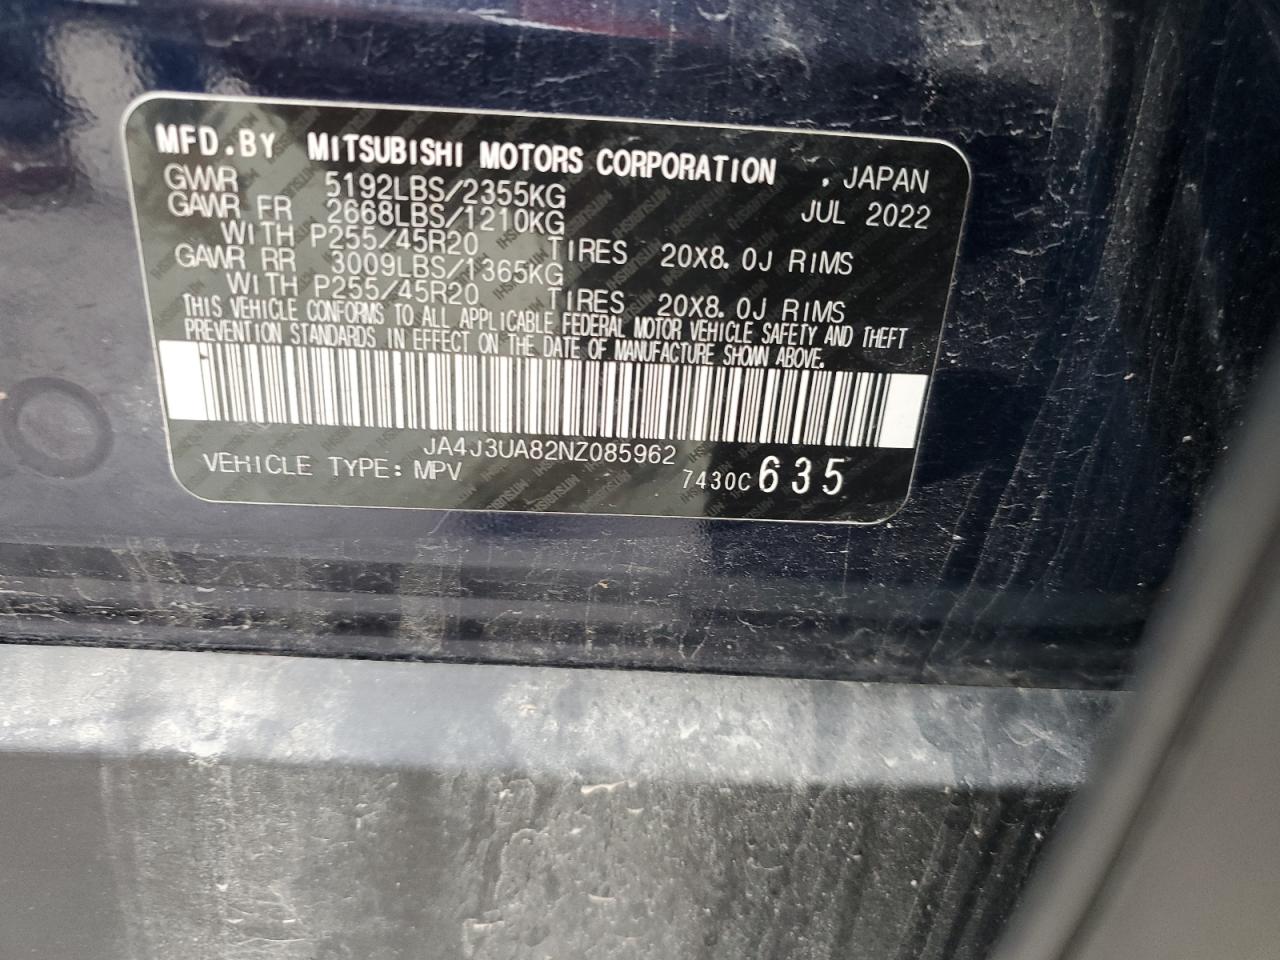 MFD.BY MITSUBISHI MOTORS CORPORATION , JAPAN
GVWR 5192LBS/2355KG JUL 2022
GAWR FR 2668LBS/1210KG
WITH P255/45R20 TIRES 20X8.0J RIMS
GAWR RR 3009LBS/1365KG
WITH P255/45R20 TIRES 20X8.0J RIMS
THIS VEHICLE CONFORMS TO ALL APPLICABLE FEDERAL MOTOR VEHICLE SAFETY AND THEFT
PREVENTION STANDARDS IN EFFECT ON THE DATE OF MANUFACTURE SHOWN ABOVE.
JA4J3UA82NZ085962
VEHICLE TYPE: MPV 7430C 635